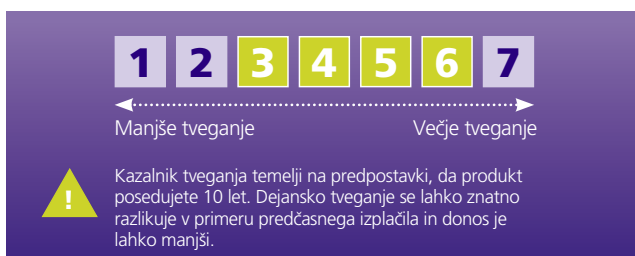 1 2 3 4 5 6 7
Manjše tveganje Večje tveganje
!
Kazalnik tveganja temelji na predpostavki, da produkt
posedujete 10 let. Dejansko tveganje se lahko znatno
razlikuje v primeru predčasnega izplačila in donos je
lahko manjši.